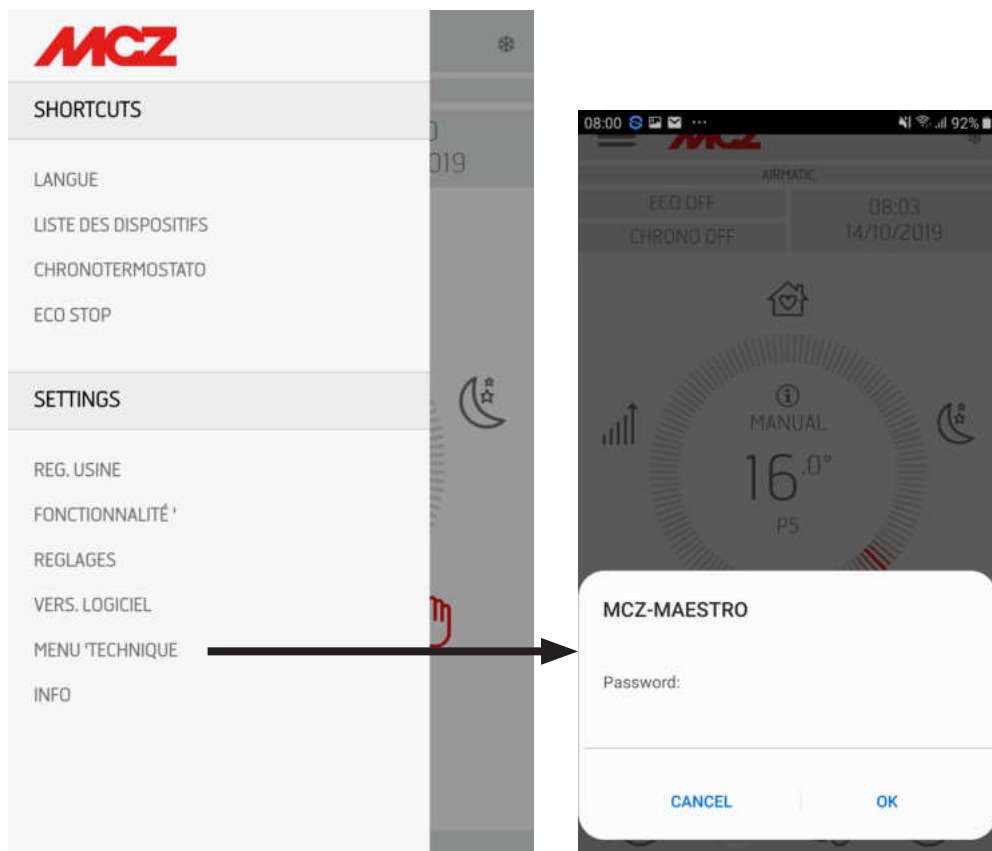 MCZ
SHORTCUTS
LANGUE
LISTE DES DISPOSITIFS
CHRONOTERMOSTATO
ECO STOP
SETTINGS
REG. USINE
FONCTIONNALITÉ '
REGLAGES
VERS. LOGICIEL
MENU 'TECHNIQUE
INFO
019
08:00 ... 92%
MCZ
AIRMATIC
ECO OFF
08:03
CHRONO OFF
14/10/2019
MANUAL
16.0°
P5
MCZ-MAESTRO
Password:
CANCEL
OK